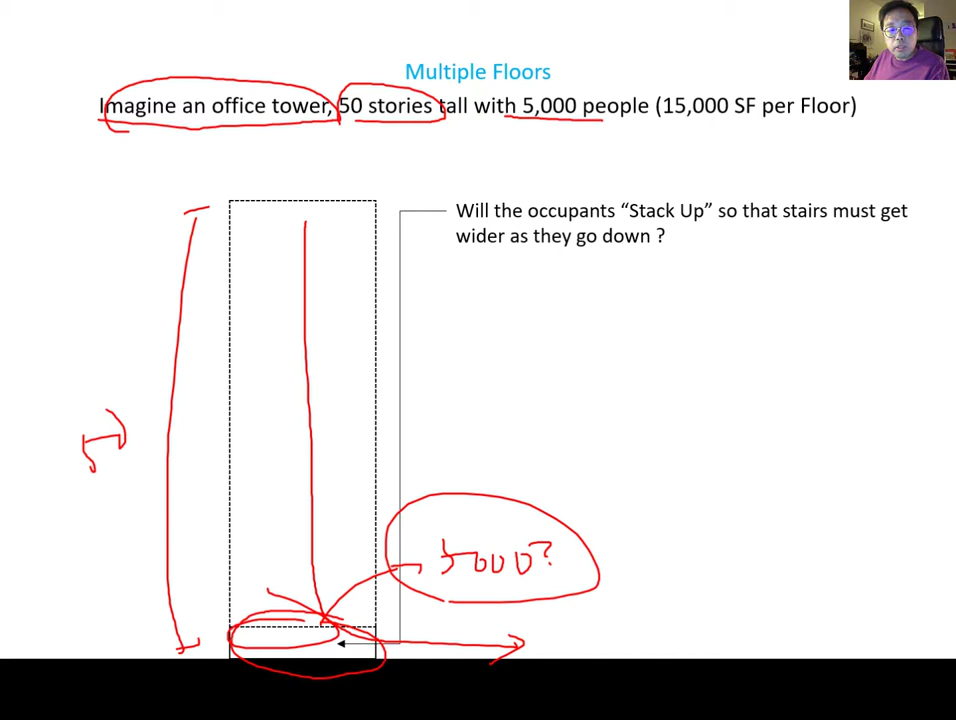 Multiple Floors
Imagine an office tower, 50 stories tall with 5,000 people (15,000 SF per Floor)
Will the occupants “Stack Up” so that stairs must get
wider as they go down ?
5000?